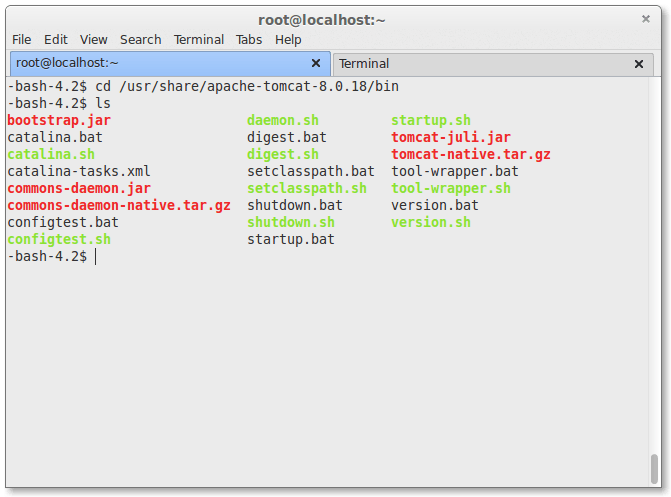 root@localhost:~
File Edit View Search Terminal Tabs Help
root@localhost:~ Terminal
-bash-4.2$ cd /usr/share/apache-tomcat-8.0.18/bin
-bash-4.2$ ls
bootstrap.jar daemon.sh startup.sh
catalina.bat digest.bat tomcat-juli.jar
catalina.sh digest.sh tomcat-native.tar.gz
catalina-tasks.xml setclasspath.bat tool-wrapper.bat
commons-daemon.jar setclasspath.sh tool-wrapper.sh
commons-daemon-native.tar.gz shutdown.bat version.bat
configtest.bat shutdown.sh version.sh
configtest.sh startup.bat
-bash-4.2$